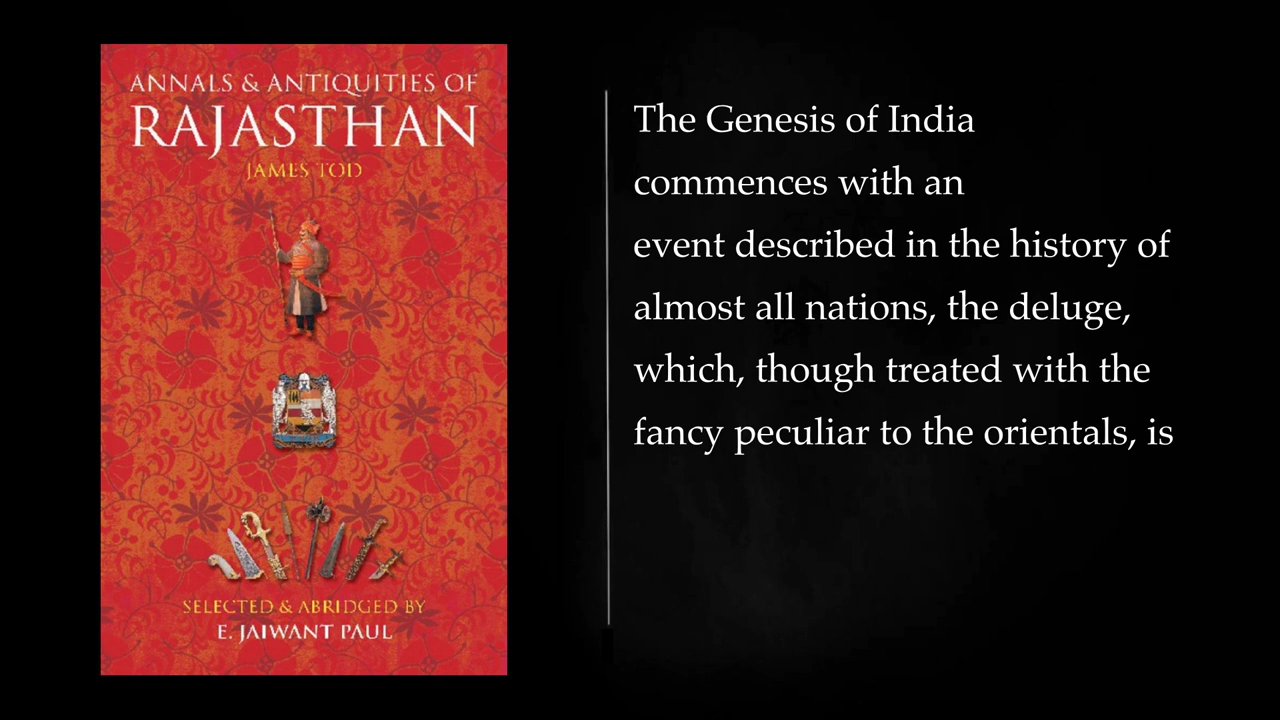 ANNALS & ANTIQUITIES OF
RAJASTHAN
JAMES TOD
SELECTED & ABRIDGED BY
E. JAIWANT PAUL
The Genesis of India
commences with an
event described in the history of
almost all nations, the deluge,
which, though treated with the
fancy peculiar to the orientals, is